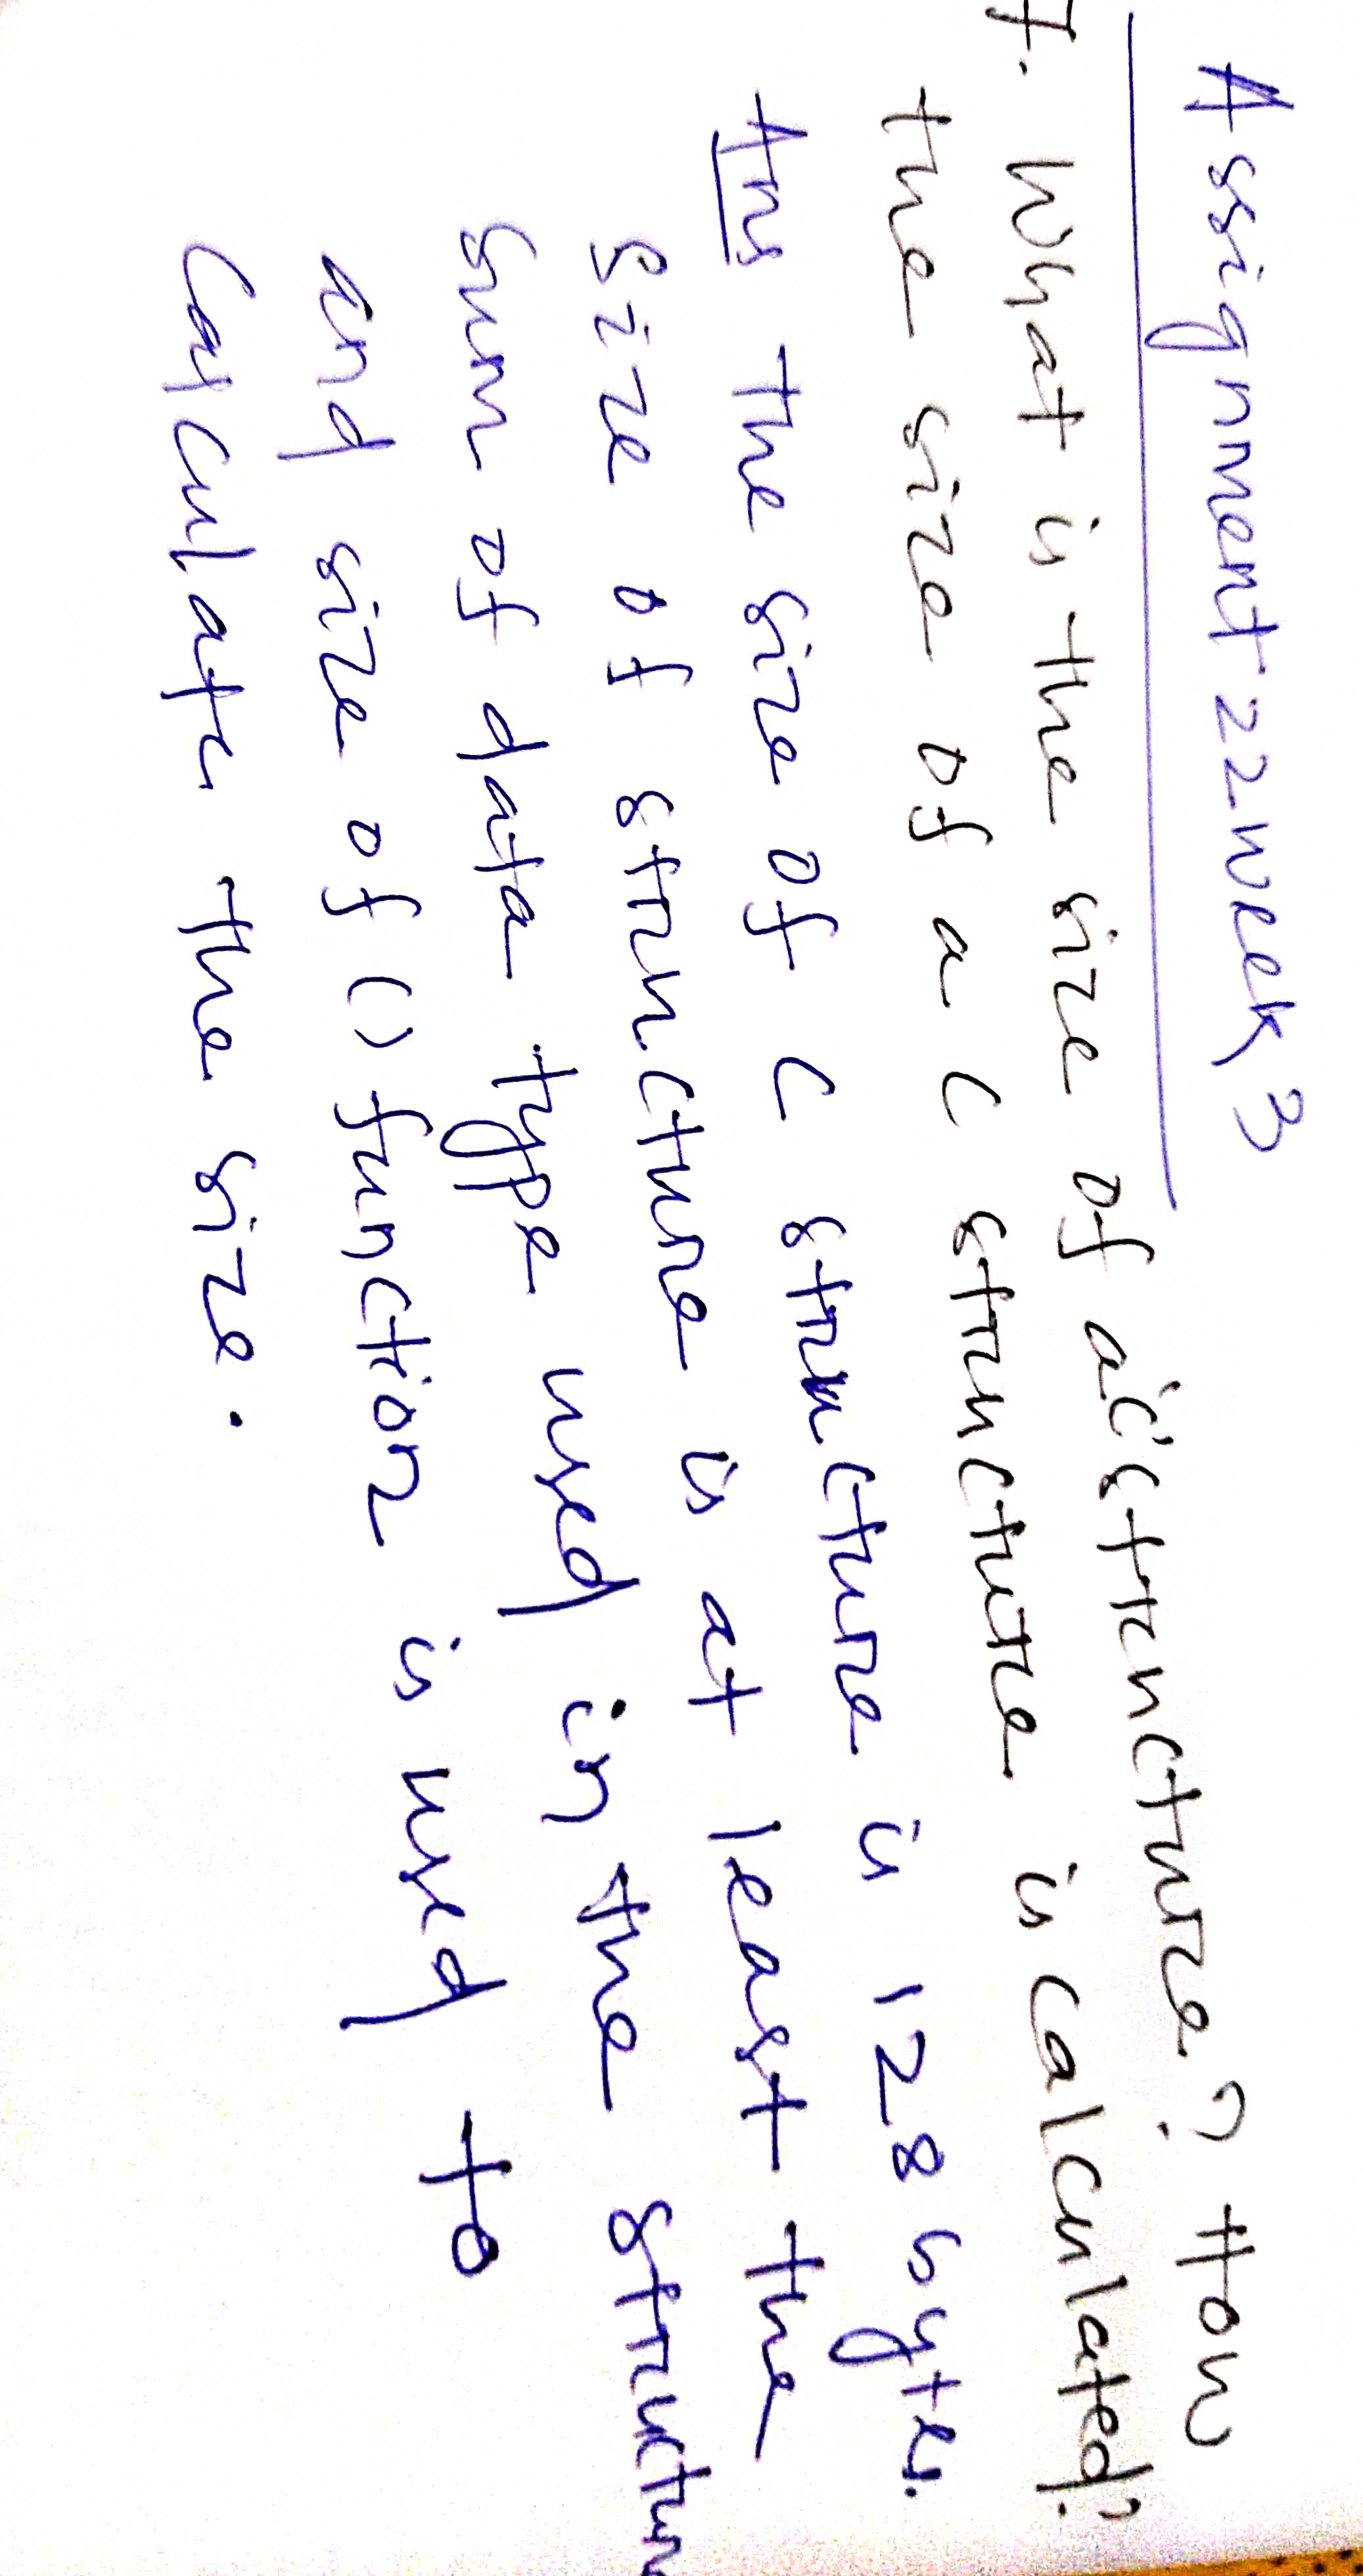 Assignment 22 week 3
7. What is the size of a 'c' structure? How
the size of a c structure is calculated?
Ans The size of c structure is 128 bytes.
size of structure is at least the
sum of data type used in the structure
and size of () function is used to
calculate the size.